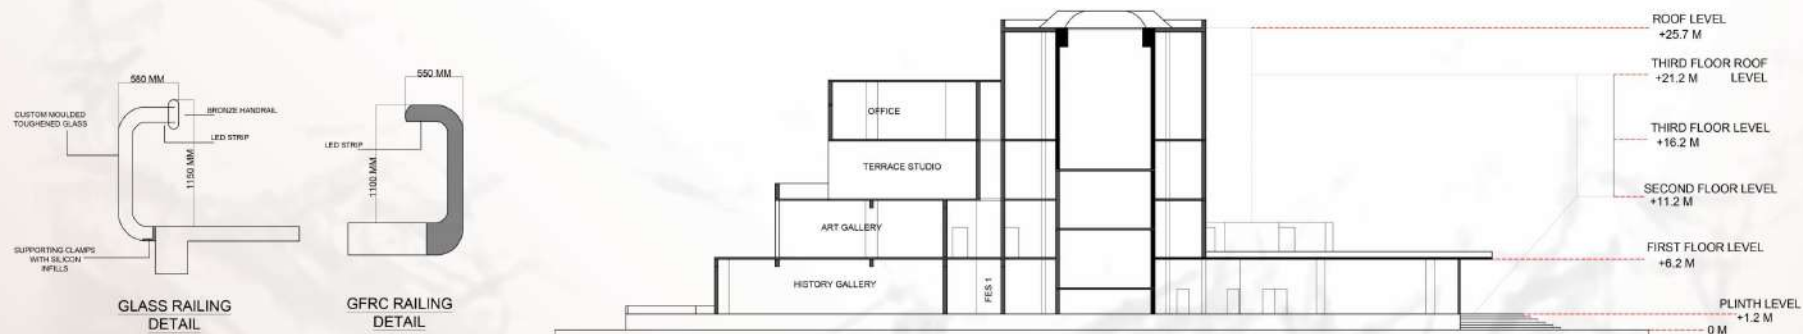 580 MM
CUSTOM MOULDED
TOUGHENED GLASS
BRONZE HANDRAIL
LED STRIP
1150 MM
SUPPORTING CLAMPS
WITH SILICON
INFILLS
GLASS RAILING
DETAIL
550 MM
LED STRIP
1100 MM
GFRC RAILING
DETAIL
OFFICE
TERRACE STUDIO
ART GALLERY
HISTORY GALLERY
FES 1
ROOF LEVEL
+25.7 M
THIRD FLOOR ROOF
+21.2 M LEVEL
THIRD FLOOR LEVEL
+16.2 M
SECOND FLOOR LEVEL
+11.2 M
FIRST FLOOR LEVEL
+6.2 M
PLINTH LEVEL
+1.2 M
0 M